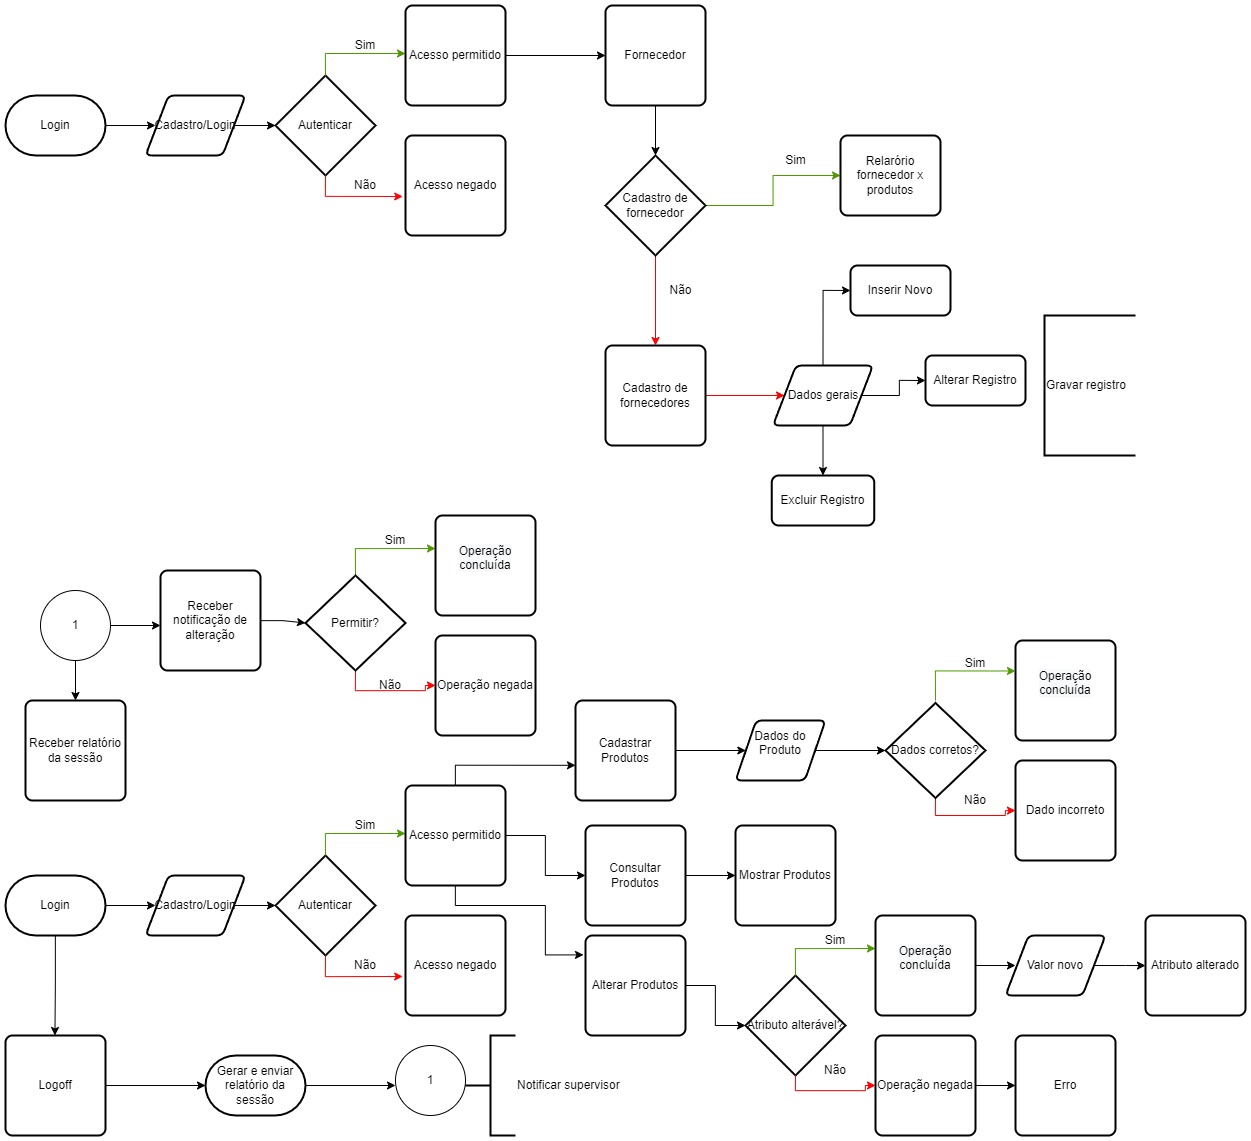 Login
Cadastro/Login
Autenticar
Sim
Acesso permitido
Não
Acesso negado
Fornecedor
Cadastro de
fornecedor
Sim
Relarório
fornecedor x
produtos
Não
Cadastro de
fornecedores
Dados gerais
Inserir Novo
Alterar Registro
Excluir Registro
Gravar registro
1
Receber
notificação de
alteração
Permitir?
Sim
Operação
concluída
Não
Operação negada
Receber relatório
da sessão
Login
Cadastro/Login
Autenticar
Sim
Acesso permitido
Não
Acesso negado
Cadastrar
Produtos
Dados do
Produto
Dados corretos?
Sim
Operação
concluída
Não
Dado incorreto
Consultar
Produtos
Mostrar Produtos
Alterar Produtos
Atributo alterável?
Sim
Operação
concluída
Valor novo
Atributo alterado
Não
Operação negada
Erro
Logoff
Gerar e enviar
relatório da
sessão
1
Notificar supervisor